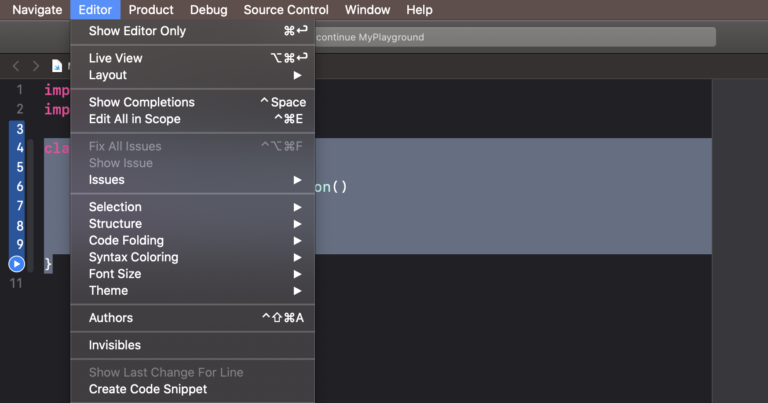 Navigate Editor Product Debug Source Control Window Help
Show Editor Only ⌘↩
continue MyPlayground
Live View ⌥⌘↩
Layout ▶
1 imp
Show Completions ^Space
2 imp
Edit All in Scope ^⌘E
3
4 cla
Fix All Issues ^⌥⌘F
5
Show Issue
6 on()
Issues ▶
7
Selection ▶
8
Structure ▶
9
Code Folding ▶
Syntax Coloring ▶
}
Font Size ▶
11
Theme ▶
Authors ^⇧⌘A
Invisibles
Show Last Change For Line
Create Code Snippet